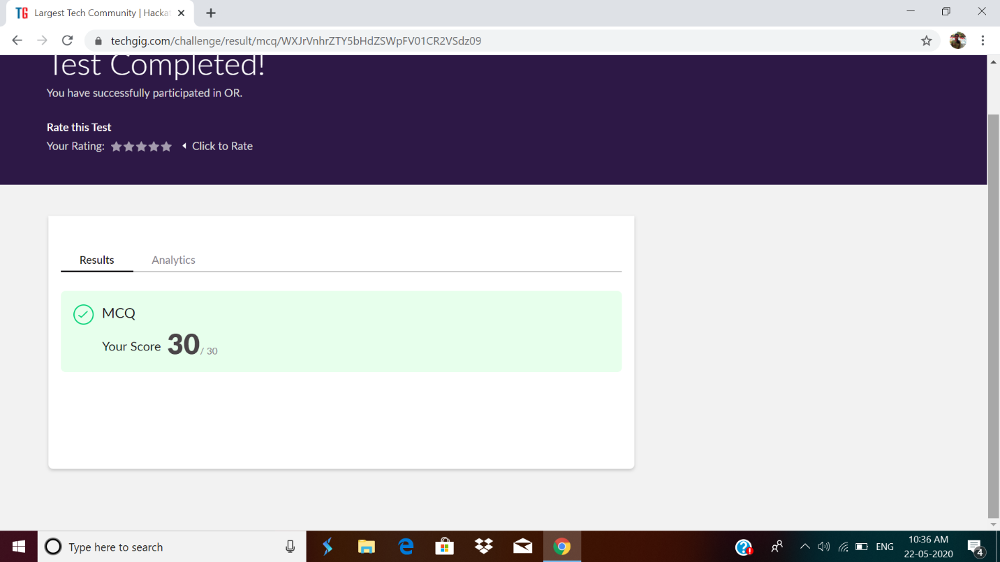 TG Largest Tech Community | Hacka
techgig.com/challenge/result/mcq/WXJrVnhrZTY5bHdZSWpFV01CR2VSdz09
Test Completed!
You have successfully participated in OR.
Rate this Test
Your Rating: Click to Rate
Results Analytics
MCQ
Your Score 30 / 30
Type here to search
ENG
10:36 AM
22-05-2020
4